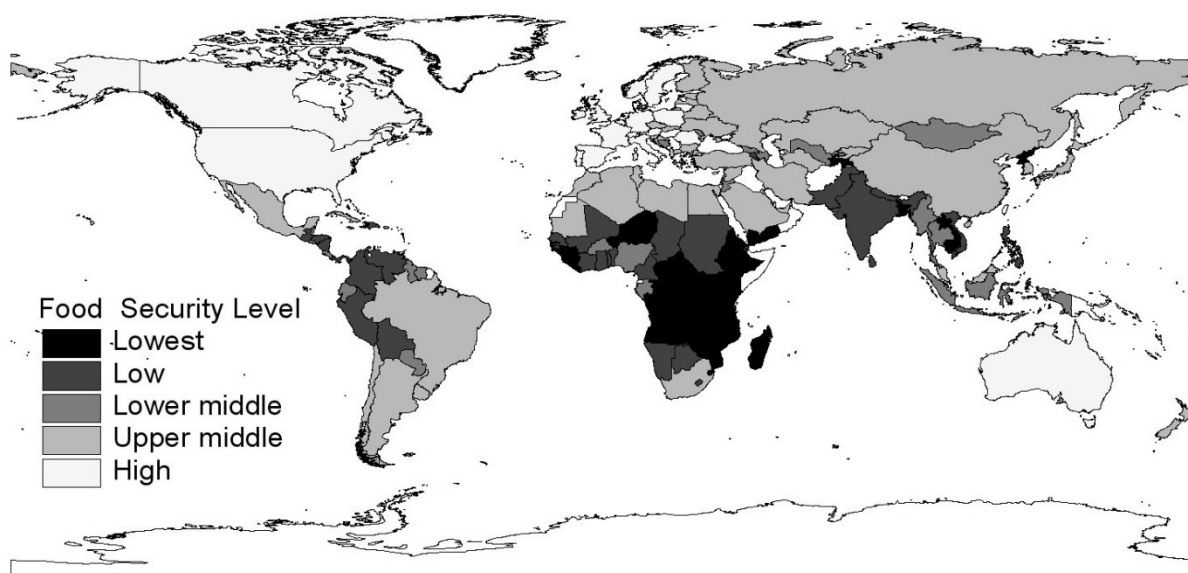 Food Security Level
Lowest
Low
Lower middle
Upper middle
High